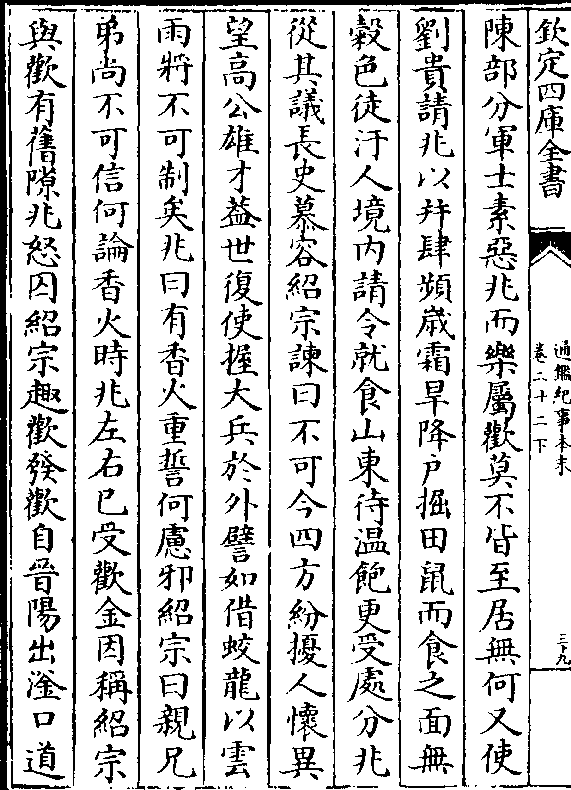 欽定四庫全書
通鑑紀事本末
卷二十二下
三十九
陳部分軍士素惡兆而樂屬歡莫不皆至居無何又使
劉貴請兆以并肆頻歲霜旱降户掘田鼠而食之面無
穀色徒汙人境内請令就食山東待温飽更受處分兆
從其議長史慕容紹宗諫曰不可今四方紛擾人懷異
望高公雄才蓋世復使握大兵於外譬如借蛟龍以雲
雨將不可制矣兆曰有香火重誓何慮邪紹宗曰親兄
弟尚不可信何論香火時兆左右已受歡金因稱紹宗
與歡有舊隙兆怒囚紹宗趣歡發歡自晉陽出滏口道